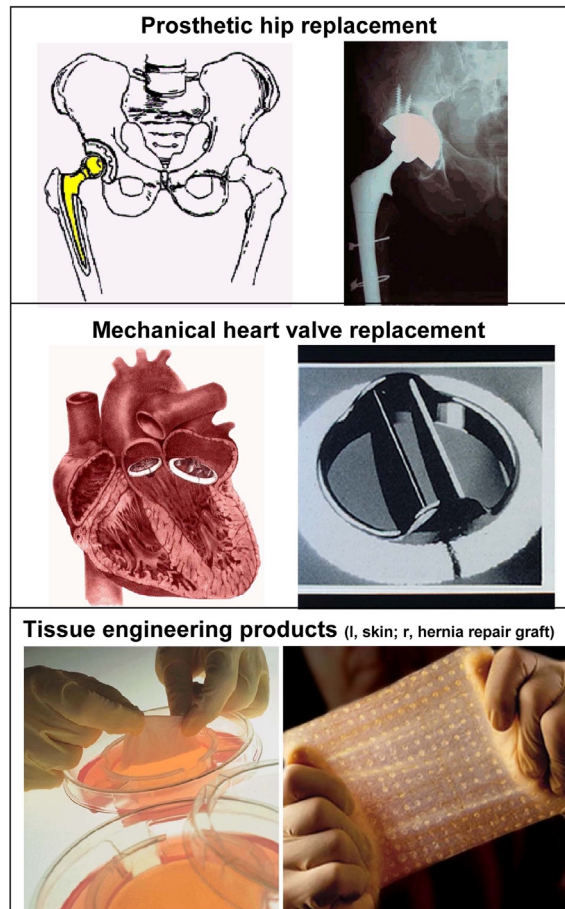 Prosthetic hip replacement
Mechanical heart valve replacement
Tissue engineering products (l, skin; r, hernia repair graft)